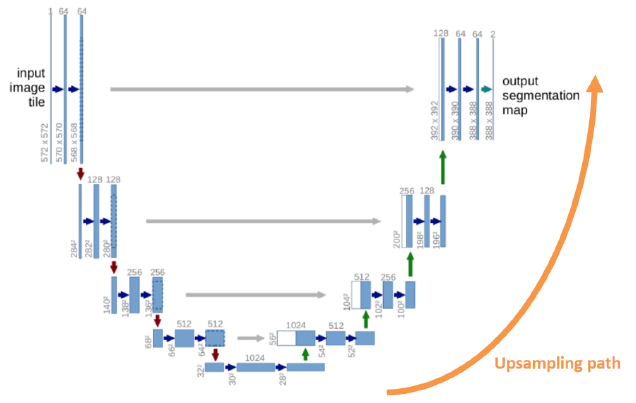 1 64 64
128 64 64 2
input
image
tile
output
segmentation
map
572 x 572
570 x 570
568 x 568
392 x 392
390 x 390
388 x 388
388 x 388
128 128
256 128
284²
282²
280²
200²
198²
196²
256 256
512 256
140²
138²
136²
104²
102²
100²
512 512
1024 512
68²
66²
64²
56²
54²
52²
1024
32²
30²
28²
Upsampling path